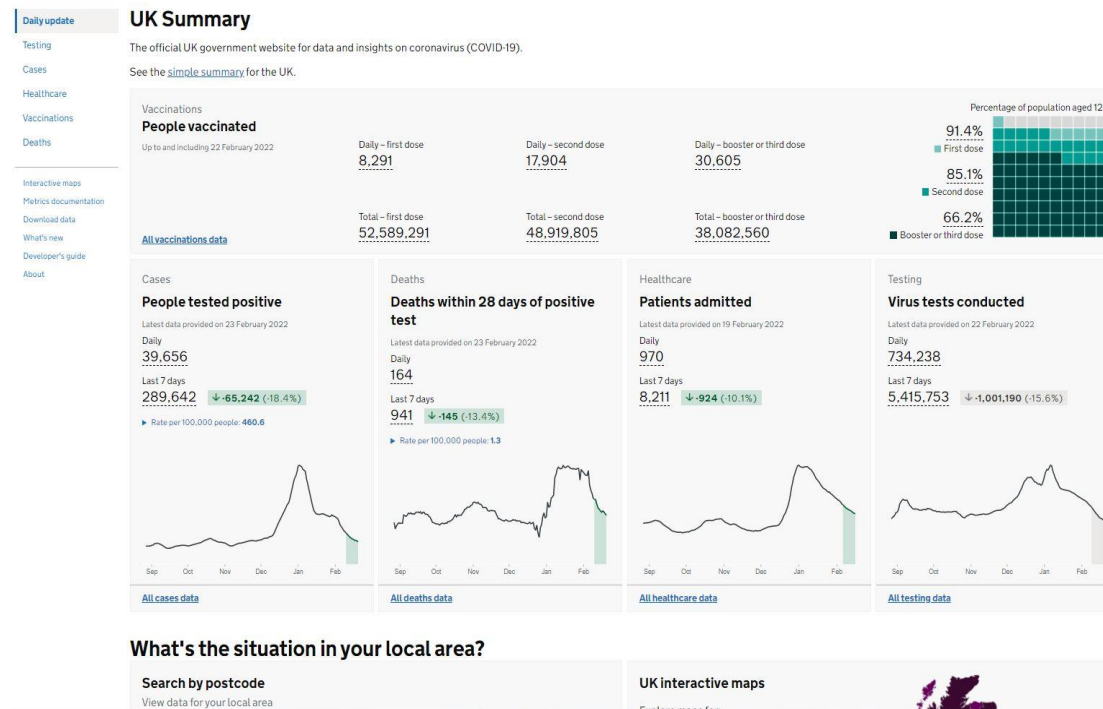 Daily update
Testing
Cases
Healthcare
Vaccinations
Deaths
Interactive maps
Metrics documentation
Download data
What's new
Developer's guide
About
UK Summary
The official UK government website for data and insights on coronavirus (COVID-19).
See the simple summary for the UK.
Vaccinations
People vaccinated
Up to and including 22 February 2022
All vaccinations data
Daily – first dose
8,291
Daily – second dose
17,904
Daily – booster or third dose
30,605
Total – first dose
52,589,291
Total – second dose
48,919,805
Total – booster or third dose
38,082,560
Percentage of population aged 12
91.4%
First dose
85.1%
Second dose
66.2%
Booster or third dose
Cases
People tested positive
Latest data provided on 23 February 2022
Daily
39,656
Last 7 days
289,642 ↓-65,242 (-18.4%)
▶ Rate per 100,000 people: 460.6
Sep Oct Nov Dec Jan Feb
All cases data
Deaths
Deaths within 28 days of positive
test
Latest data provided on 23 February 2022
Daily
164
Last 7 days
941 ↓-145 (-13.4%)
▶ Rate per 100,000 people: 1.3
Sep Oct Nov Dec Jan Feb
All deaths data
Healthcare
Patients admitted
Latest data provided on 19 February 2022
Daily
970
Last 7 days
8,211 ↓-924 (-10.1%)
Sep Oct Nov Dec Jan Feb
All healthcare data
Testing
Virus tests conducted
Latest data provided on 22 February 2022
Daily
734,238
Last 7 days
5,415,753 ↓-1,001,190 (-15.6%)
Sep Oct Nov Dec Jan Feb
All testing data
What's the situation in your local area?
Search by postcode
View data for your local area
UK interactive maps